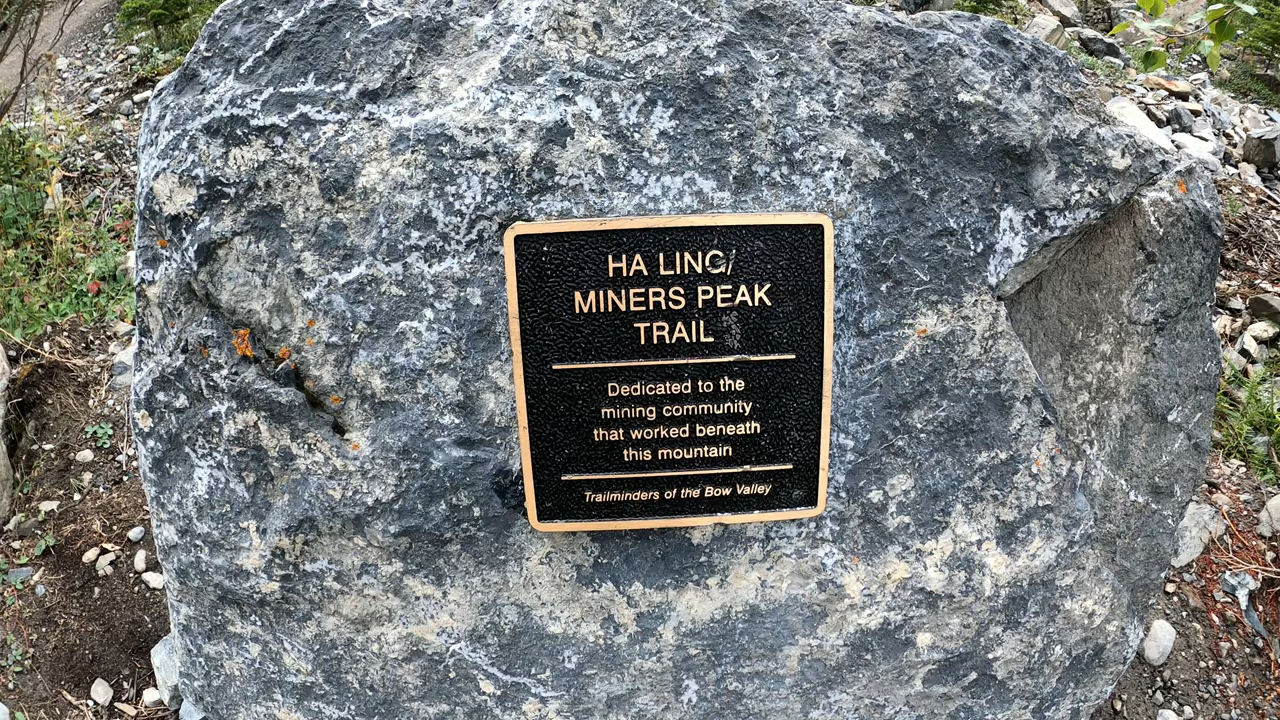 HA LING/
MINERS PEAK
TRAIL
Dedicated to the
mining community
that worked beneath
this mountain
Trailminders of the Bow Valley